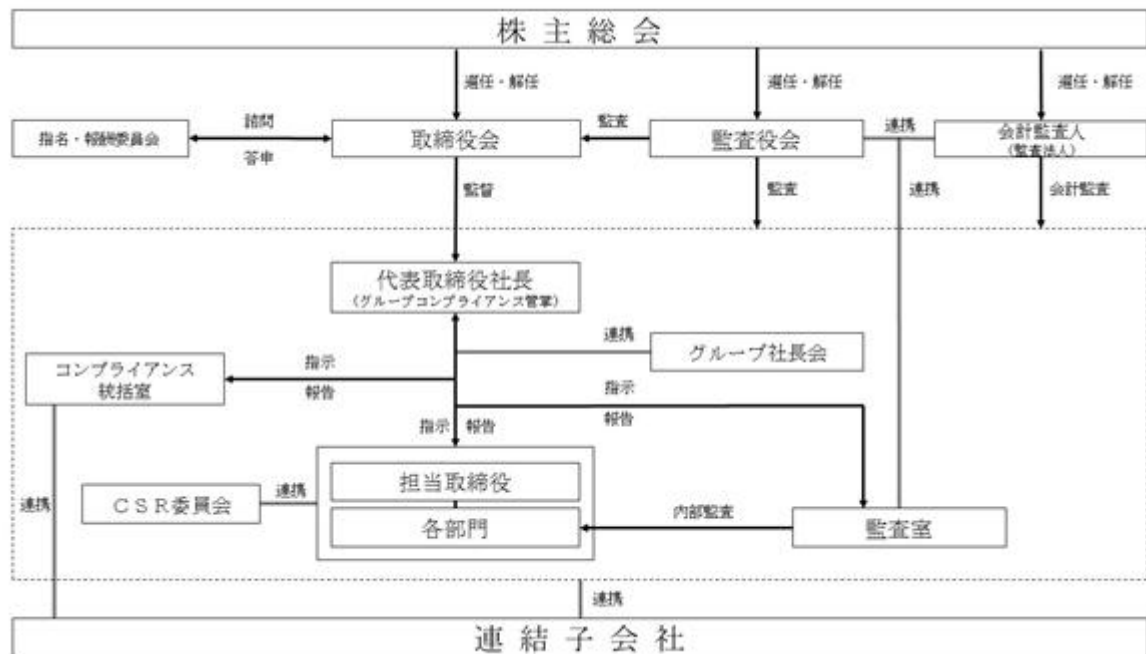 株主総会
選任・解任
選任・解任
選任・解任
指名・報酬委員会
諮問
答申
取締役会
監査
監査役会
連携
会計監査人
(監査法人)
監督
監査
連携
会計監査
代表取締役社長
(グループコンプライアンス管掌)
連携
グループ社長会
コンプライアンス
統括室
指示
報告
指示
報告
指示
報告
担当取締役
連携
CSR委員会
連携
各部門
内部監査
監査室
連携
連結子会社